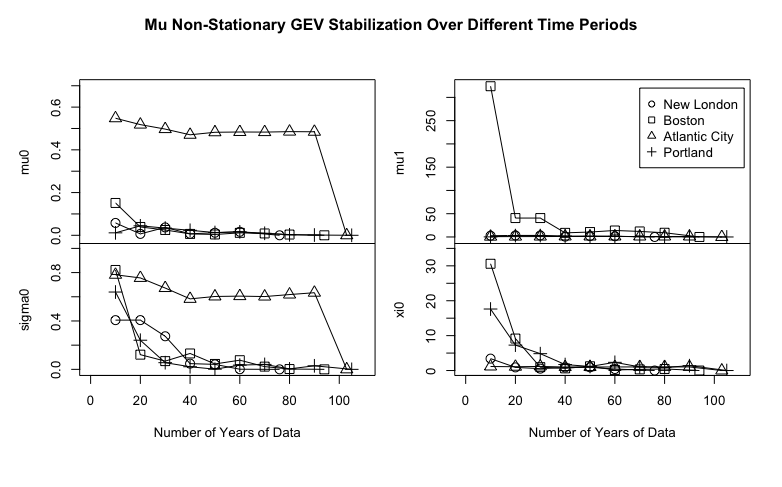 Mu Non-Stationary GEV Stabilization Over Different Time Periods
mu0
0.0
0.2
0.4
0.6
mu1
0
50
150
250
New London
Boston
Atlantic City
Portland
sigma0
0.0
0.4
0.8
xi0
0
10
20
30
0 20 40 60 80 100
0 20 40 60 80 100
Number of Years of Data
Number of Years of Data